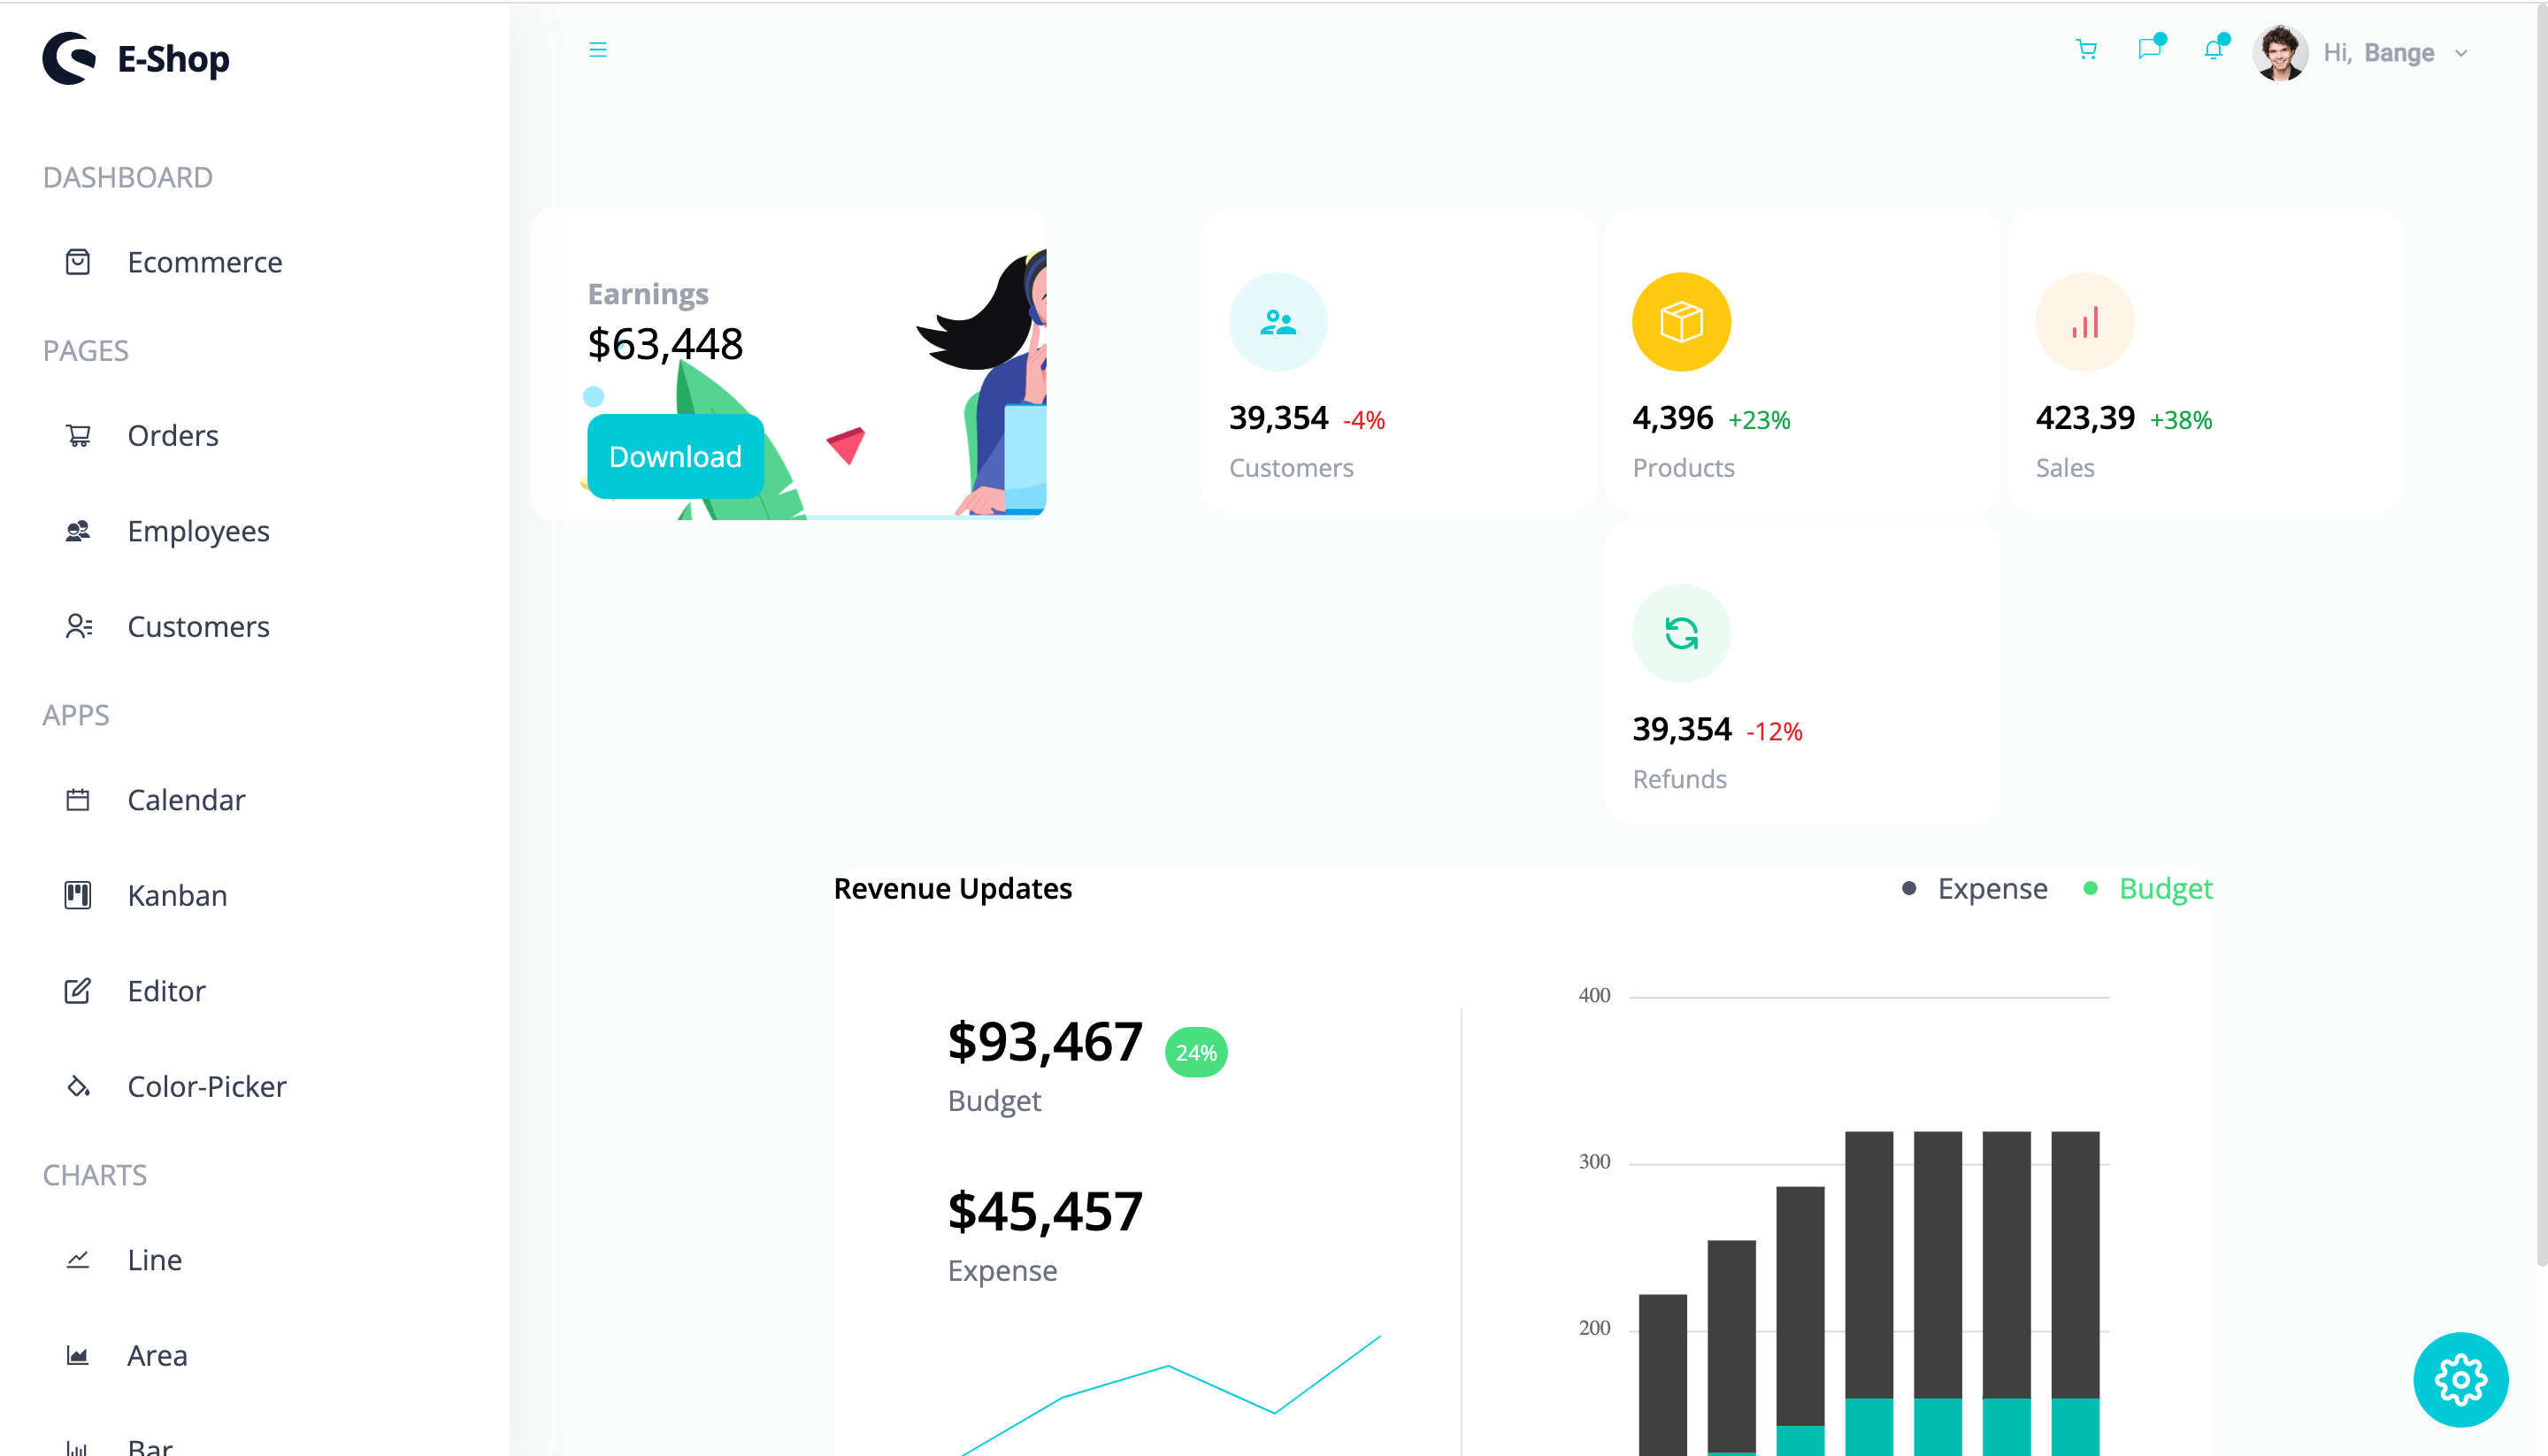 E-Shop
Hi, Bange
DASHBOARD
Ecommerce
PAGES
Orders
Employees
Customers
APPS
Calendar
Kanban
Editor
Color-Picker
CHARTS
Line
Area
Bar
Earnings
$63,448
Download
39,354 -4%
Customers
4,396 +23%
Products
423,39 +38%
Sales
39,354 -12%
Refunds
Revenue Updates
Expense
Budget
$93,467 24%
Budget
$45,457
Expense
400
300
200